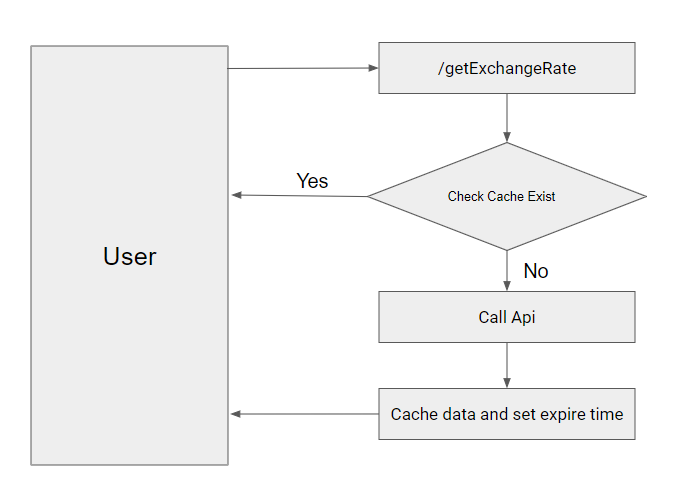 /getExchangeRate
Yes
Check Cache Exist
User
No
Call Api
Cache data and set expire time